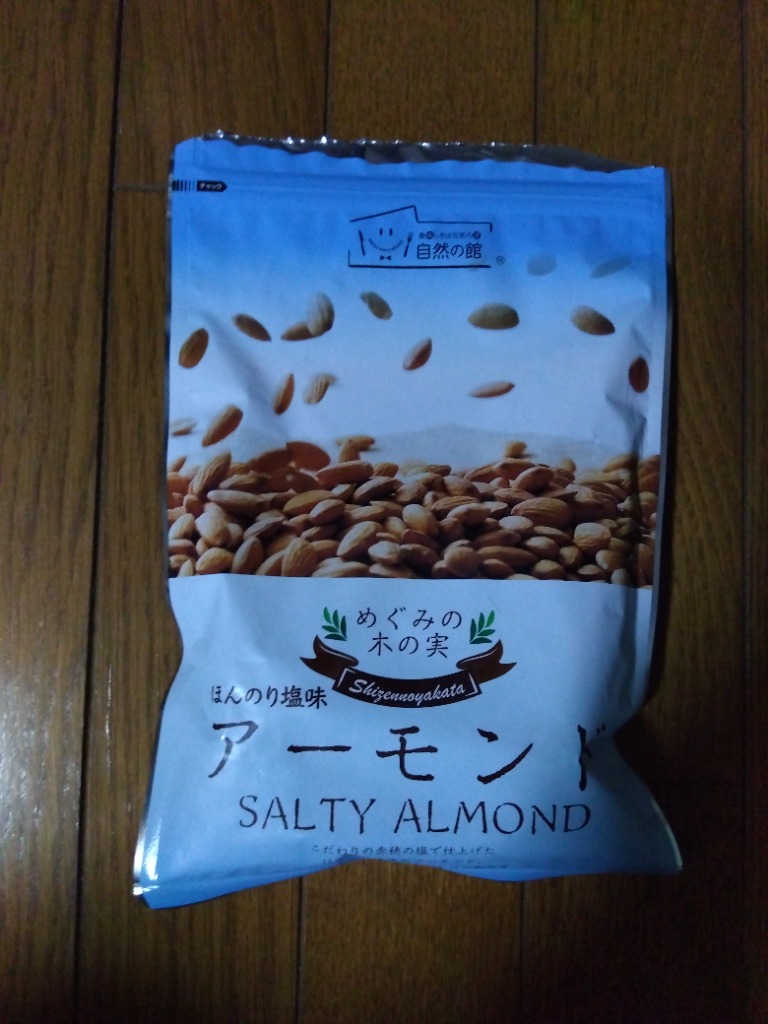 チャック
自然の館
めぐみの
木の実
Shizennoyakata
ほんのり塩味
アーモンド
SALTY ALMOND
こだわりの赤穂の塩で仕上げた